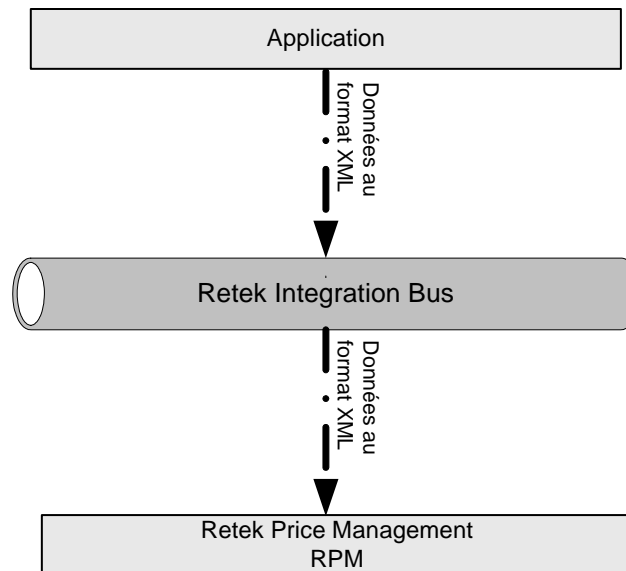 Application
Données au
format XML
Retek Integration Bus
Données au
format XML
Retek Price Management
RPM